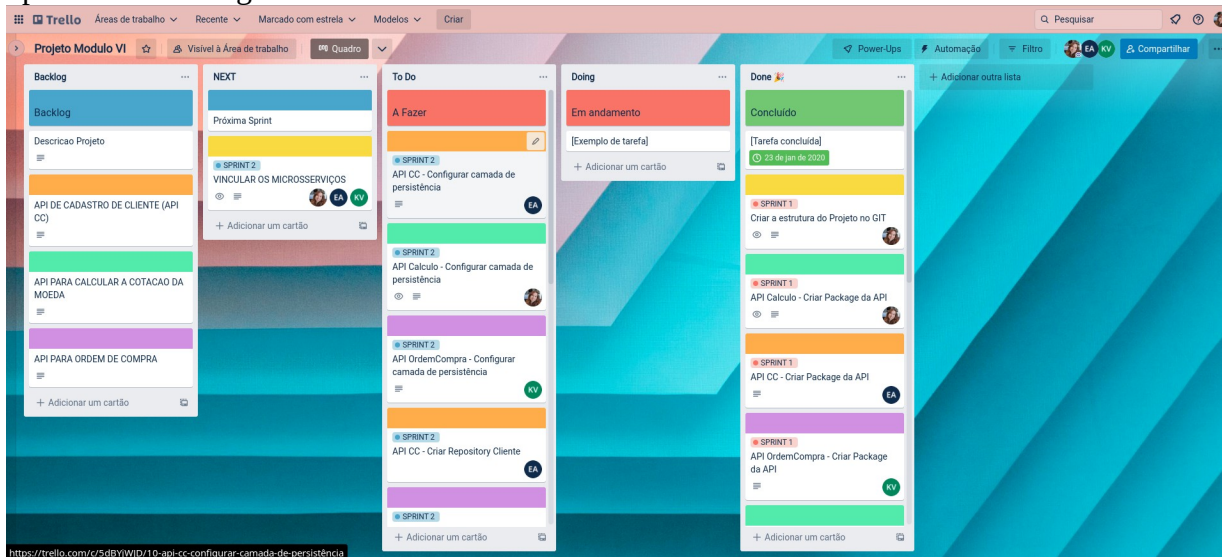 Trello Áreas de trabalho Recente Marcado com estrela Modelos Criar Pesquisar
Projeto Modulo VI Visível à Área de trabalho Quadro Power-Ups Automação Filtro EA KV Compartilhar
Backlog
Backlog
Descricao Projeto
API DE CADASTRO DE CLIENTE (API
CC)
API PARA CALCULAR A COTACAO DA
MOEDA
API PARA ORDEM DE COMPRA
+ Adicionar um cartão
NEXT
Próxima Sprint
SPRINT 2
VINCULAR OS MICROSSERVIÇOS
EA KV
+ Adicionar um cartão
To Do
A Fazer
SPRINT 2
API CC - Configurar camada de
persistência
EA
SPRINT 2
API Calculo - Configurar camada de
persistência
SPRINT 2
API OrdemCompra - Configurar
camada de persistência
KV
SPRINT 2
API CC - Criar Repository Cliente
EA
SPRINT 2
+ Adicionar um cartão
Doing
Em andamento
[Exemplo de tarefa]
+ Adicionar um cartão
Done
Concluído
[Tarefa concluída]
23 de jan de 2020
SPRINT 1
Criar a estrutura do Projeto no GIT
SPRINT 1
API Calculo - Criar Package da API
SPRINT 1
API CC - Criar Package da API
EA
SPRINT 1
API OrdemCompra - Criar Package
da API
KV
+ Adicionar um cartão
+ Adicionar outra lista
https://trello.com/c/5dBYiWJD/10-api-cc-configurar-camada-de-persistência